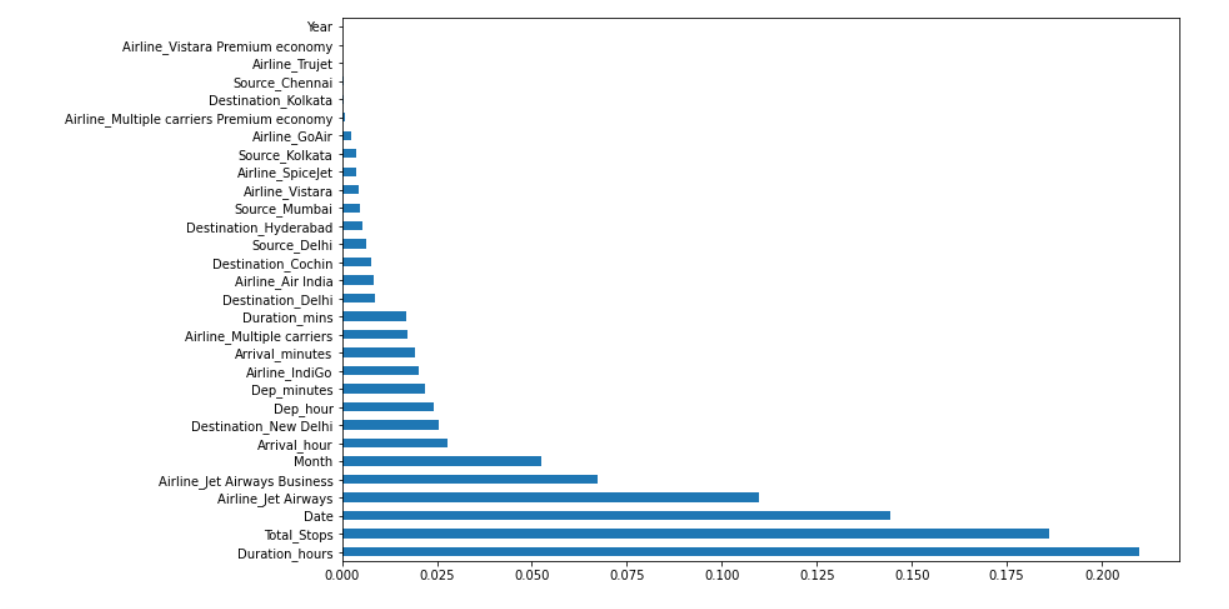 Year
Airline_Vistara Premium economy
Airline_Trujet
Source_Chennai
Destination_Kolkata
Airline_Multiple carriers Premium economy
Airline_GoAir
Source_Kolkata
Airline_SpiceJet
Airline_Vistara
Source_Mumbai
Destination_Hyderabad
Source_Delhi
Destination_Cochin
Airline_Air India
Destination_Delhi
Duration_mins
Airline_Multiple carriers
Arrival_minutes
Airline_IndiGo
Dep_minutes
Dep_hour
Destination_New Delhi
Arrival_hour
Month
Airline_Jet Airways Business
Airline_Jet Airways
Date
Total_Stops
Duration_hours
0.000 0.025 0.050 0.075 0.100 0.125 0.150 0.175 0.200